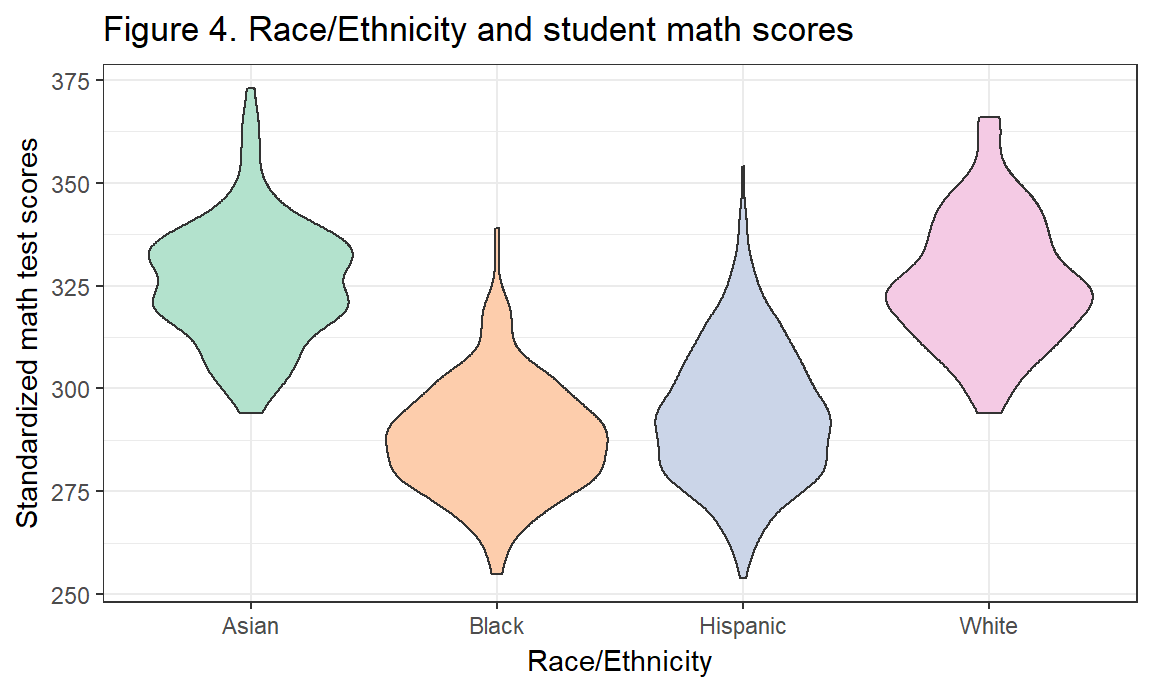 Figure 4. Race/Ethnicity and student math scores
Standardized math test scores
375
350
325
300
275
250
Asian
Black
Hispanic
White
Race/Ethnicity